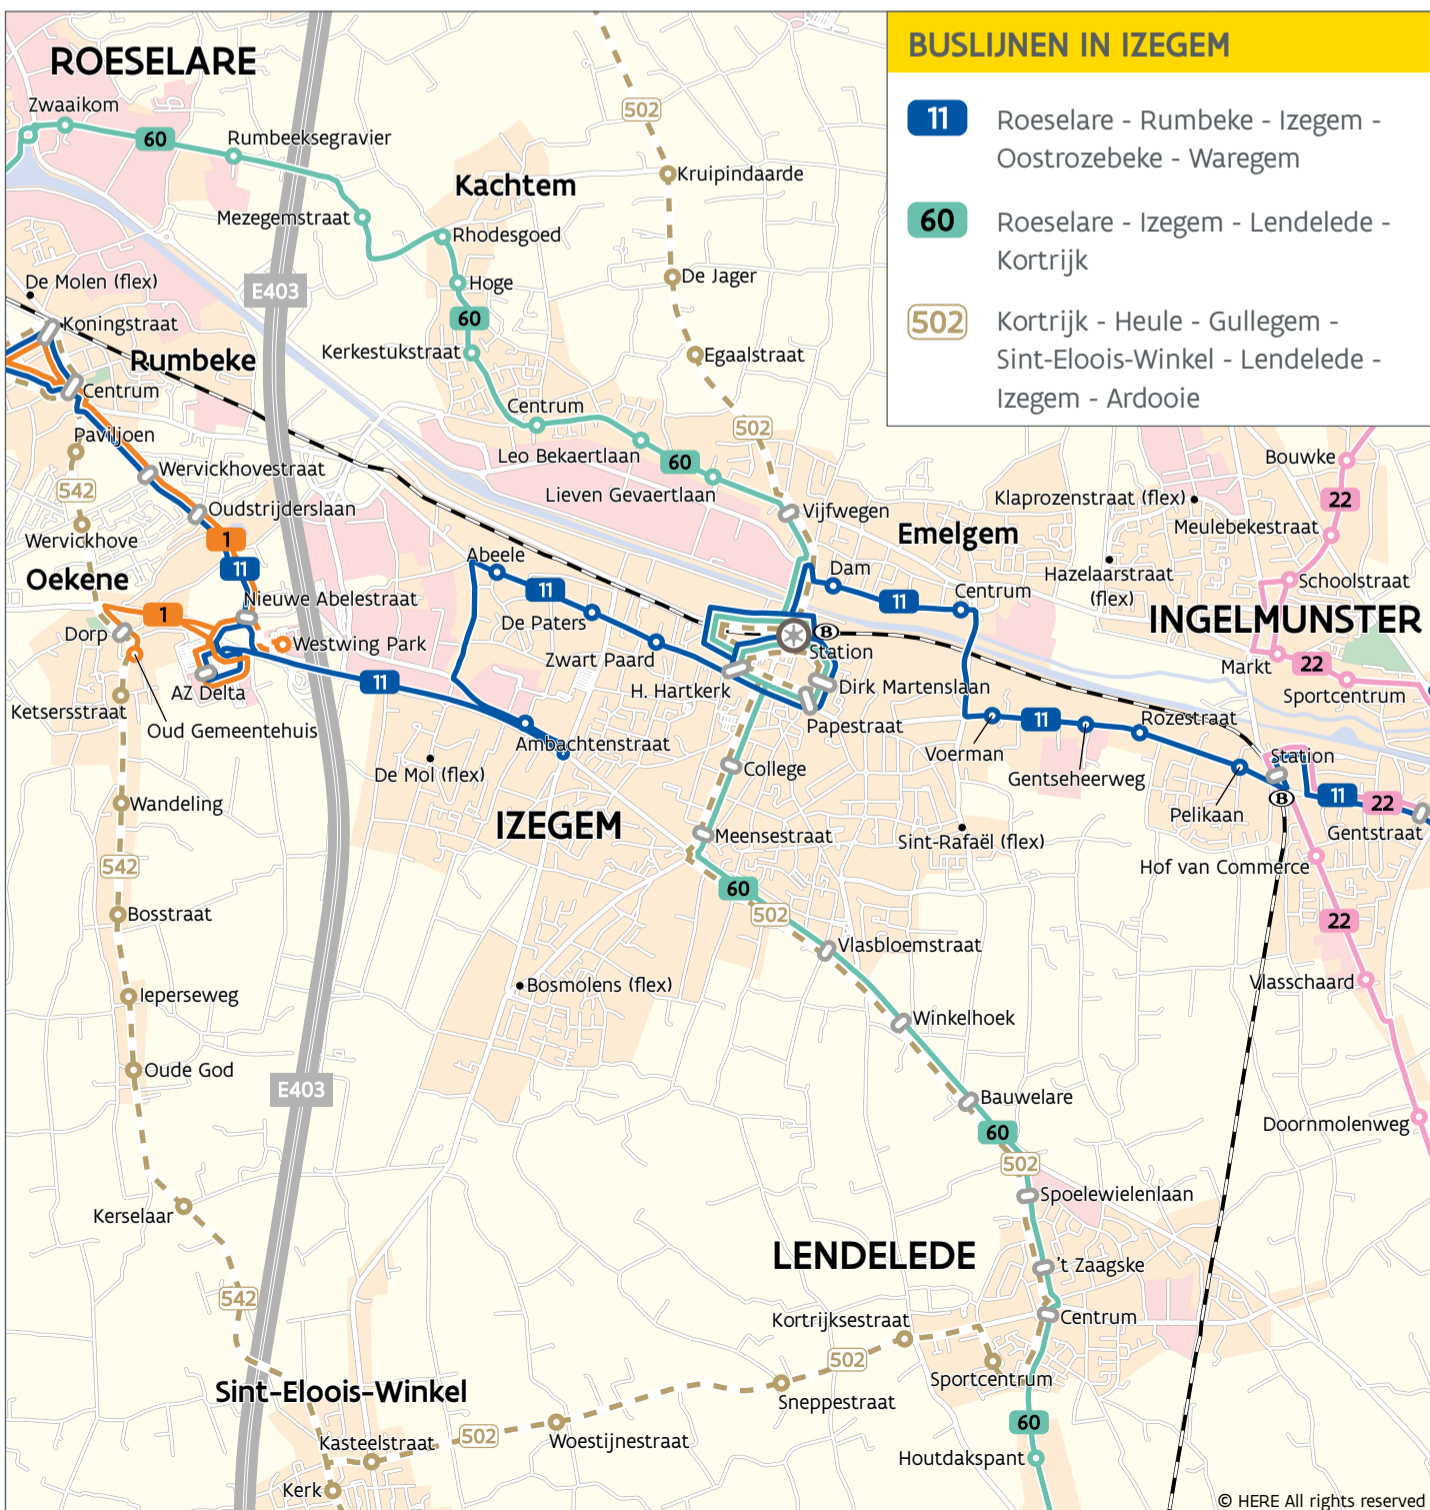 BUSLIJNEN IN IZEGEM
11 Roeselare - Rumbeke - Izegem -
Oostrozebeke - Waregem
60 Roeselare - Izegem - Lendelede -
Kortrijk
502 Kortrijk - Heule - Gullegem -
Sint-Eloois-Winkel - Lendelede -
Izegem - Ardooie
ROESELARE
Zwaaikom
60
Rumbeeksegravier
502
Kachtem
Kruipindaarde
Mezegemstraat
Rhodesgoed
De Jager
De Molen (flex)
Hoge
E403
Koningstraat
60
Rumbeke
Kerkestukstraat
Egaalstraat
Centrum
Centrum
502
Paviljoen
Leo Bekaertlaan
60
Bouwke
Wervickhovestraat
542
Lieven Gevaertlaan
Klaprozenstraat (flex)
22
Oudstrijderslaan
Vijfwegen
Meulebekestraat
Wervickhove
1
Emelgem
Abeele
11
Dam
Hazelaarstraat
(flex)
Schoolstraat
Oekene
11
11
Centrum
Nieuwe Abelestraat
1
De Paters
INGELMUNSTER
Dorp
Westwing Park
B
Station
Zwart Paard
Markt
22
AZ Delta
11
H. Hartkerk
Dirk Martenslaan
Sportcentrum
Ketsersstraat
Papestraat
11
Rozestraat
Oud Gemeentehuis
Ambachtenstraat
Voerman
Station
De Mol (flex)
College
Gentseheerweg
B
11
22
Wandeling
Pelikaan
IZEGEM
Meensestraat
Sint-Rafaël (flex)
Gentstraat
542
Hof van Commerce
60
502
Bosstraat
22
Vlasbloemstraat
Bosmolens (flex)
Vlasschaard
Ieperseweg
Winkelhoek
Oude God
E403
Bauwelare
60
Doornmolenweg
502
Spoelewielenlaan
Kerselaar
LENDELEDE
't Zaagske
542
Kortrijksestraat
Centrum
502
Sportcentrum
Sint-Eloois-Winkel
Sneppestraat
60
Kasteelstraat
502
Woestijnestraat
Houtdakspant
Kerk
© HERE All rights reserved